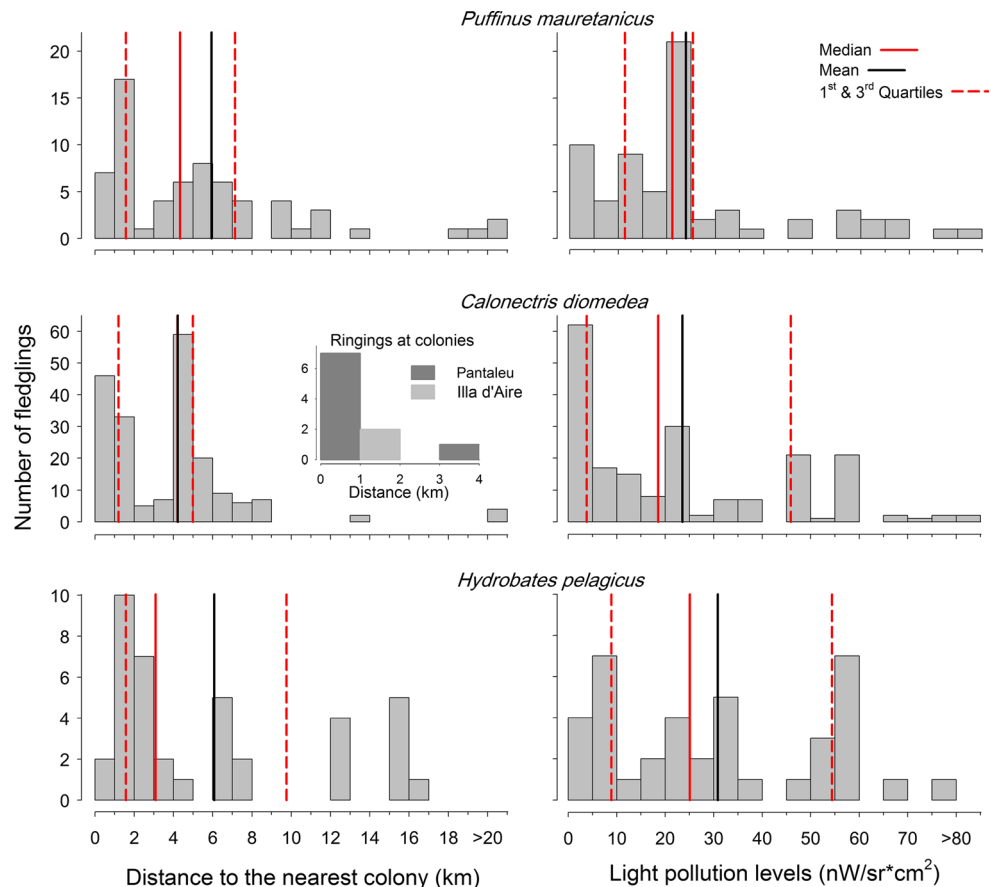 Puffinus mauretanicus
20
15
10
5
0
Median
Mean
1st & 3rd Quartiles
Calonectris diomedea
Number of fledglings
60
50
40
30
20
10
0
Ringings at colonies
6
4
2
0
Pantaleu
Illa d'Aire
0 1 2 3 4
Distance (km)
Hydrobates pelagicus
10
8
6
4
2
0
0 2 4 6 8 10 12 14 16 18 >20
0 10 20 30 40 50 60 70 >80
Distance to the nearest colony (km)
Light pollution levels (nW/sr*cm2)